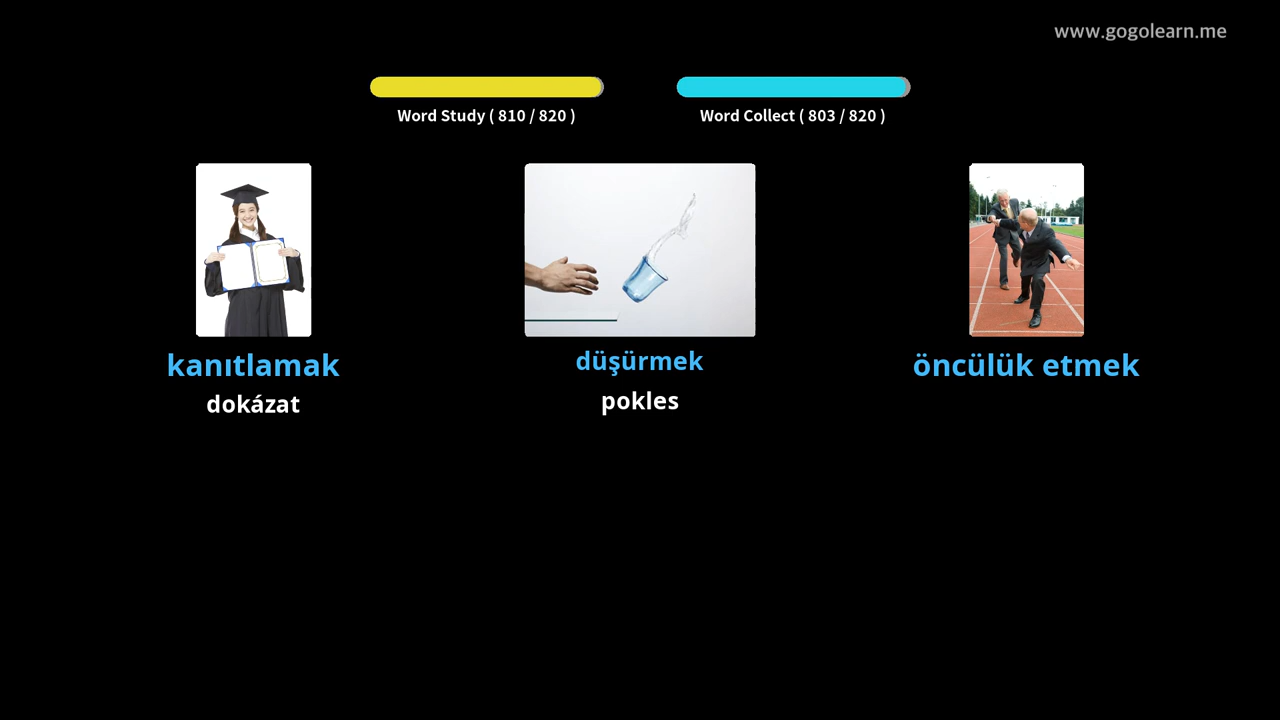 www.gogolearn.me
Word Study ( 810 / 820 )
Word Collect ( 803 / 820 )
kanıtlamak
dokázat
düşürmek
pokles
öncülük etmek